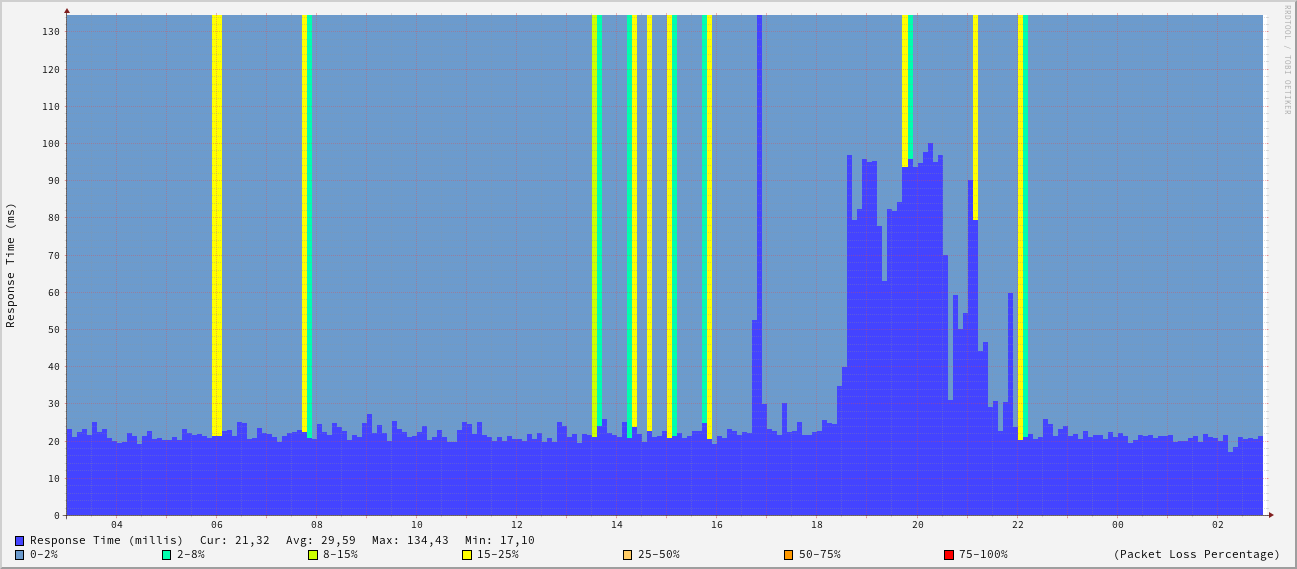 RRDTOOL / TOBI OETIKER
Response Time (ms)
130
120
110
100
90
80
70
60
50
40
30
20
10
0
04 06 08 10 12 14 16 18 20 22 00 02
Response Time (millis) Cur: 21,32 Avg: 29,59 Max: 134,43 Min: 17,10
0-2% 2-8% 8-15% 15-25% 25-50% 50-75% 75-100% (Packet Loss Percentage)